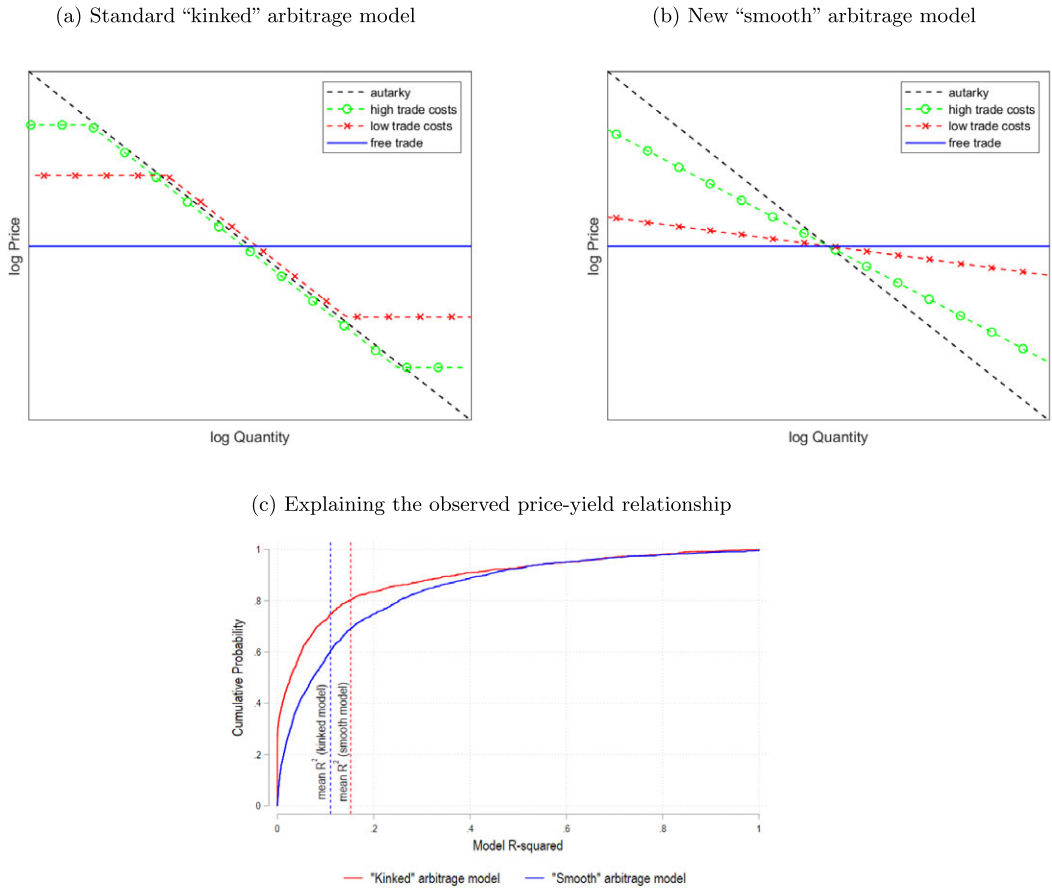 (a) Standard “kinked” arbitrage model
(b) New “smooth” arbitrage model
autarky
high trade costs
low trade costs
free trade
log Price
log Quantity
autarky
high trade costs
low trade costs
free trade
log Price
log Quantity
(c) Explaining the observed price-yield relationship
1
.8
.6
.4
.2
0
Cumulative Probability
mean R² (kinked model)
mean R² (smooth model)
0
.2
.4
.6
.8
1
Model R-squared
"Kinked" arbitrage model
"Smooth" arbitrage model